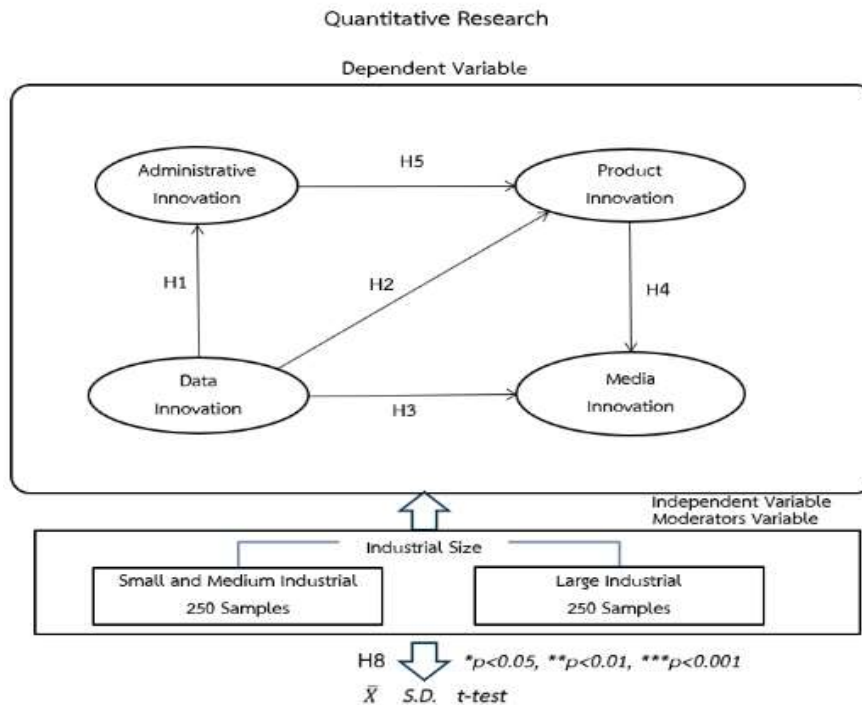 Quantitative Research
Dependent Variable
Administrative
Innovation
H5
Product
Innovation
H1
H2
H4
Data
Innovation
H3
Media
Innovation
Independent Variable
Moderators Variable
Industrial Size
Small and Medium Industrial
250 Samples
Large Industrial
250 Samples
H8 *p<0.05, **p<0.01, ***p<0.001
X̄ S.D. t-test